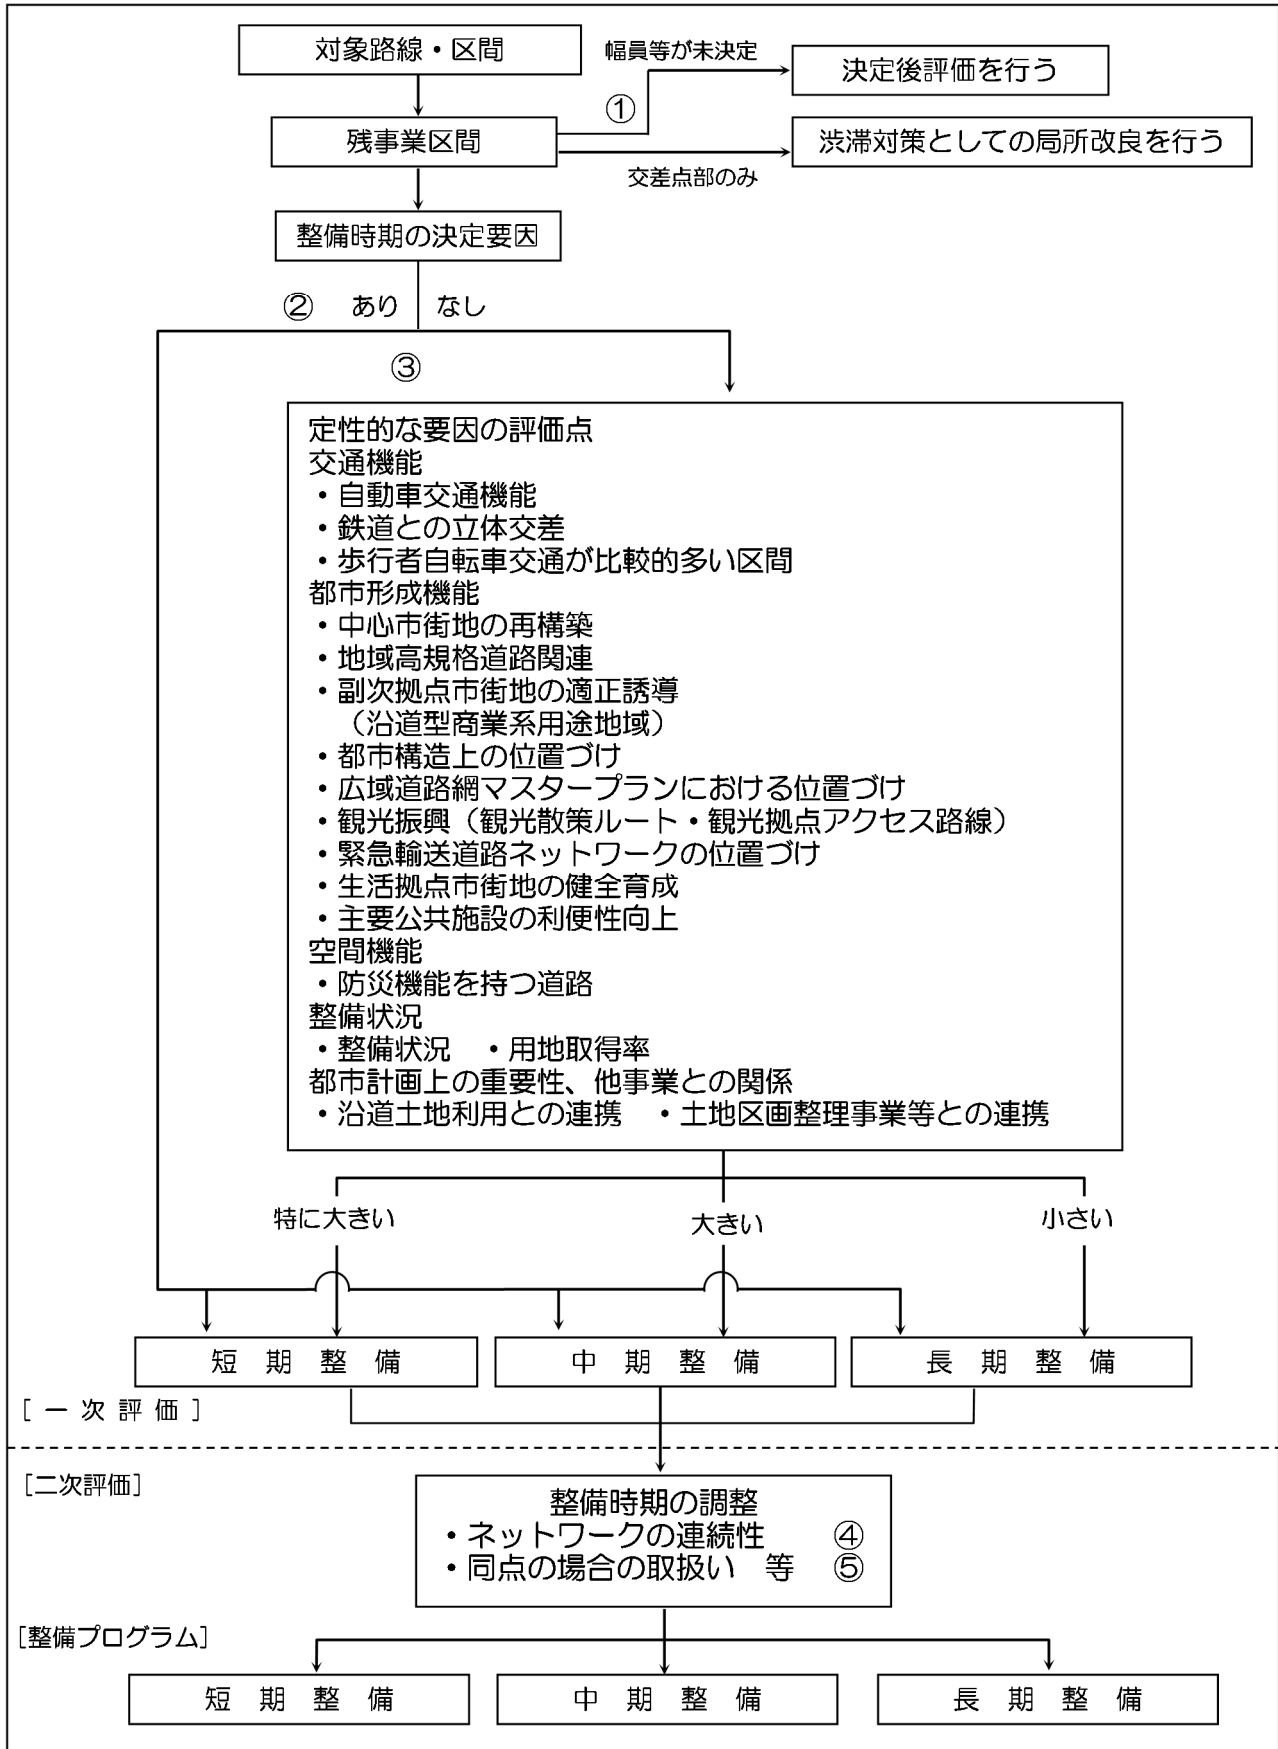 対象路線・区間
幅員等が未決定
決定後評価を行う
①
残事業区間
渋滞対策としての局所改良を行う
交差点部のみ
整備時期の決定要因
② あり なし
③
定性的な要因の評価点
交通機能
・自動車交通機能
・鉄道との立体交差
・歩行者自転車交通が比較的多い区間
都市形成機能
・中心市街地の再構築
・地域高規格道路関連
・副次拠点市街地の適正誘導
（沿道型商業系用途地域）
・都市構造上の位置づけ
・広域道路網マスタープランにおける位置づけ
・観光振興（観光散策ルート・観光拠点アクセス路線）
・緊急輸送道路ネットワークの位置づけ
・生活拠点市街地の健全育成
・主要公共施設の利便性向上
空間機能
・防災機能を持つ道路
整備状況
・整備状況 ・用地取得率
都市計画上の重要性、他事業との関係
・沿道土地利用との連携 ・土地区画整理事業等との連携
特に大きい 大きい 小さい
短 期 整 備 中 期 整 備 長 期 整 備
[ 一 次 評 価 ]
[二次評価]
整備時期の調整
・ネットワークの連続性 ④
・同点の場合の取扱い 等 ⑤
[整備プログラム]
短 期 整 備 中 期 整 備 長 期 整 備